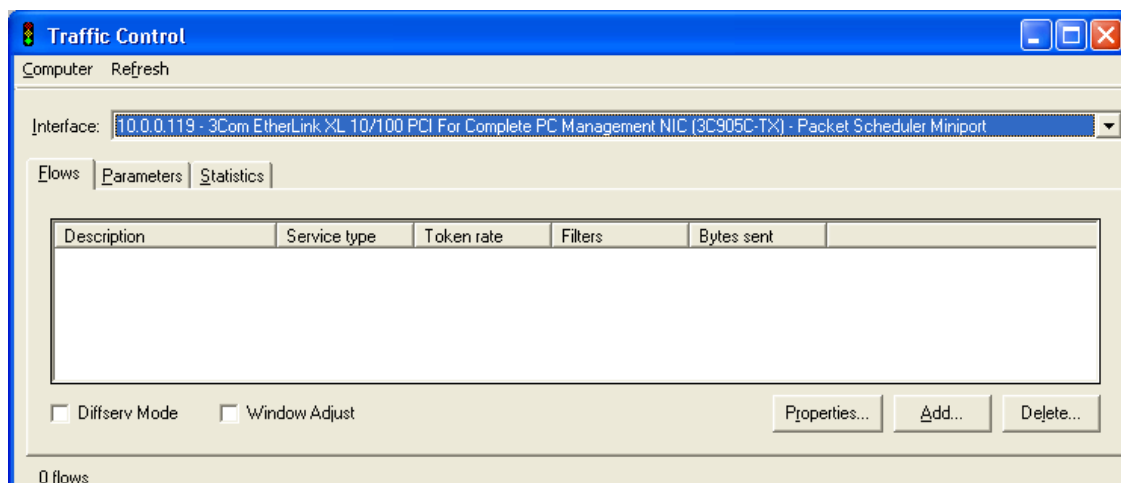 Traffic Control
Computer Refresh
Interface: 10.0.0.119 - 3Com EtherLink XL 10/100 PCI For Complete PC Management NIC (3C905C-TX) - Packet Scheduler Miniport
Flows Parameters Statistics
Description Service type Token rate Filters Bytes sent
Diffserv Mode Window Adjust Properties... Add... Delete...
0 flows